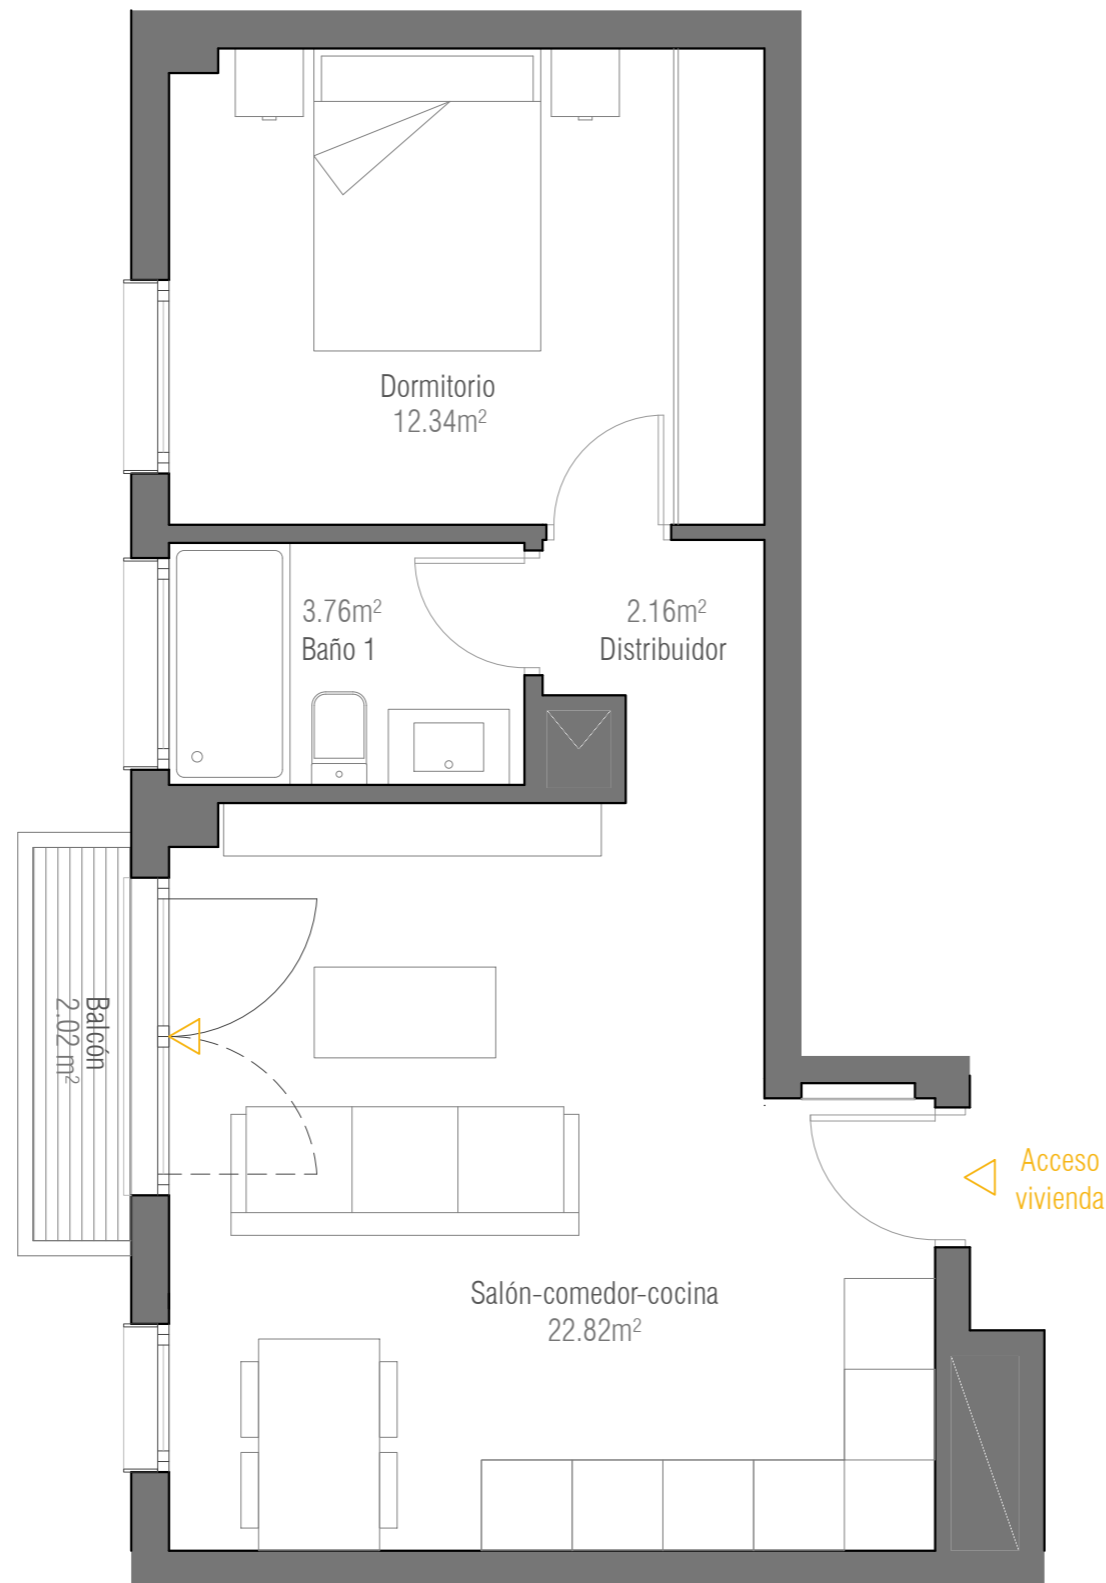 Dormitorio
12.34m²
3.76m²
Baño 1
2.16m²
Distribuidor
Balcón
2.02 m²
Acceso
vivienda
Salón-comedor-cocina
22.82m²